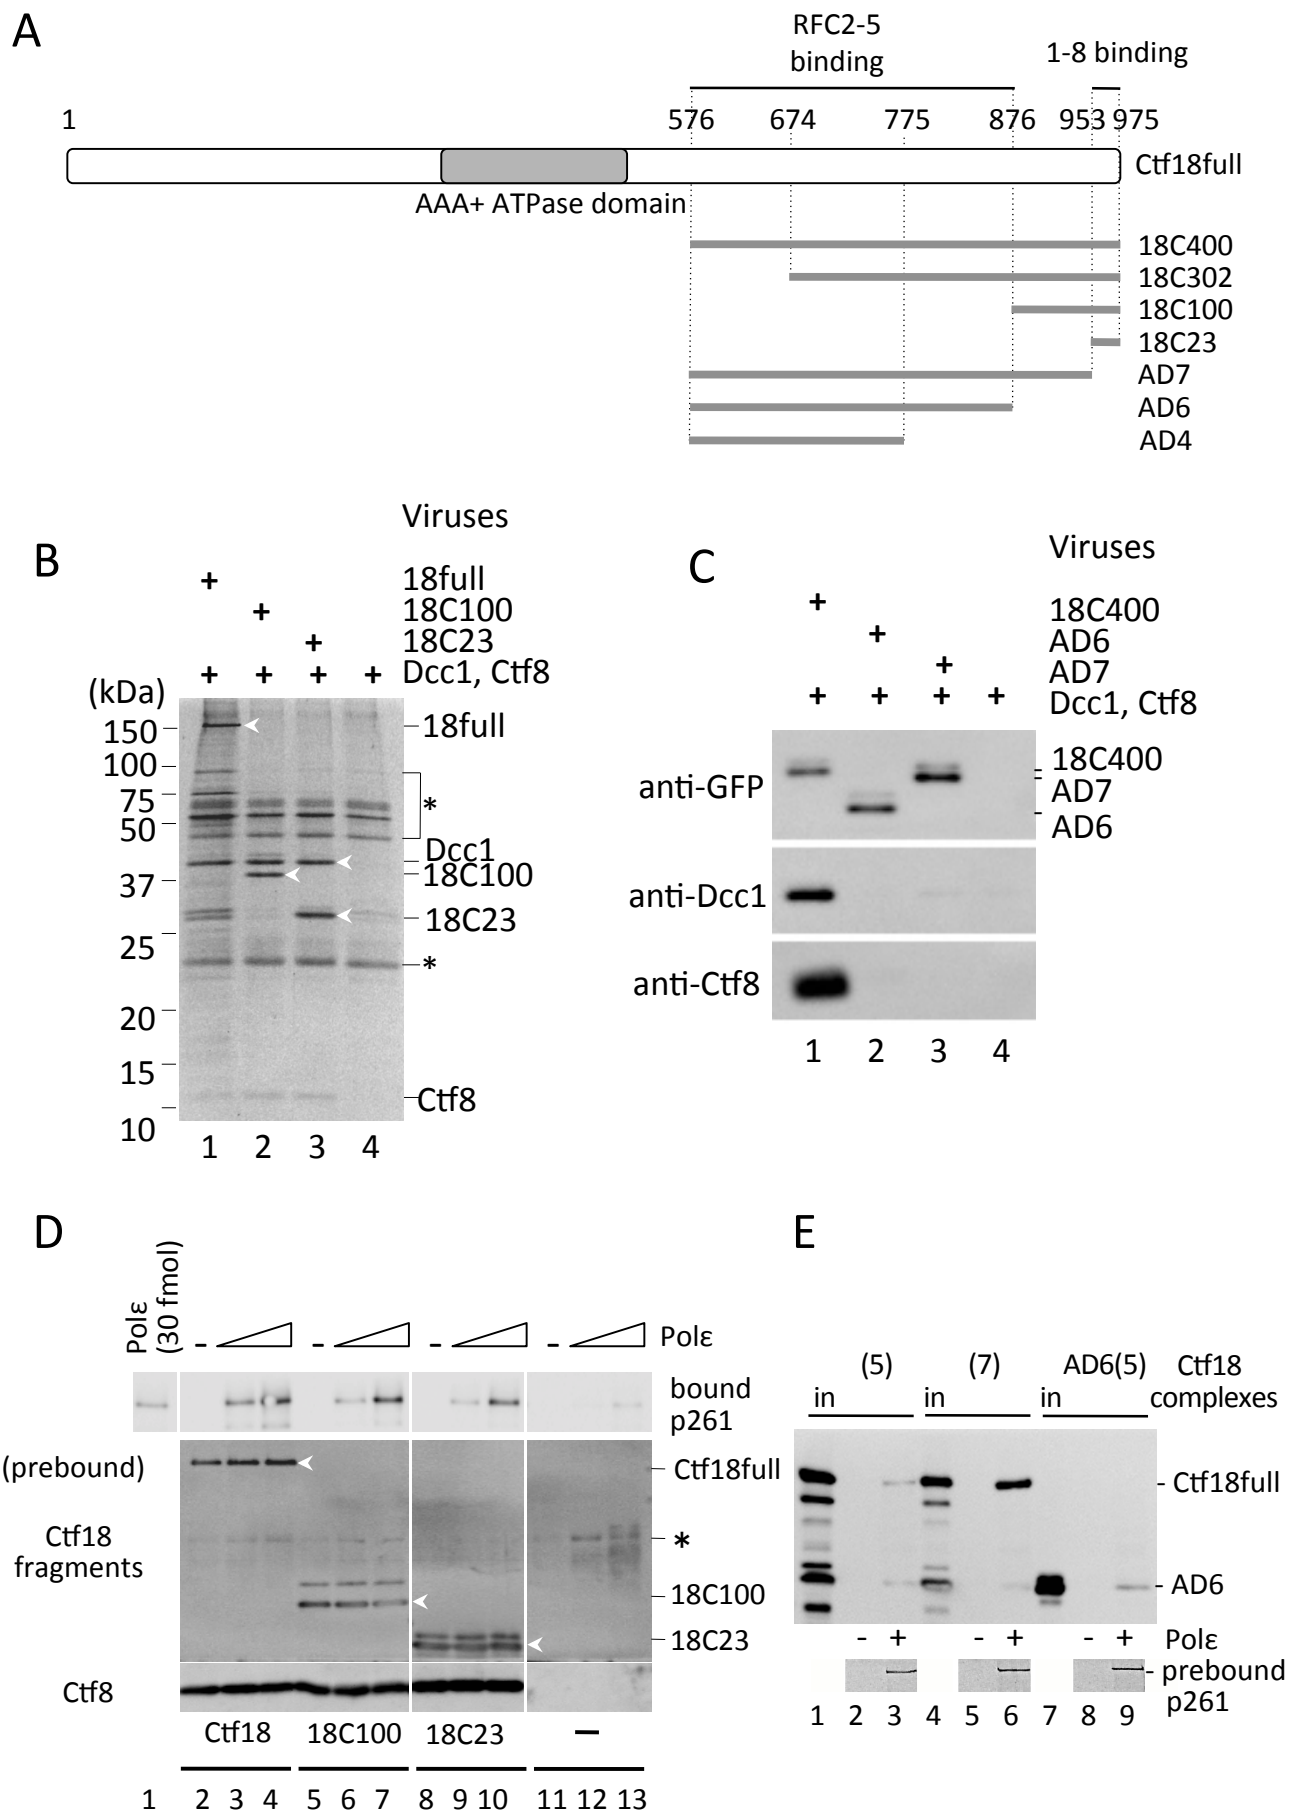 A
RFC2-5
binding
1-8 binding
1
576
674
775
876
953
975
Ctf18full
AAA+ ATPase domain
18C400
18C302
18C100
18C23
AD7
AD6
AD4
B
Viruses
+ 18full
+ 18C100
+ 18C23
+ + + + Dcc1, Ctf8
(kDa)
150
100
75
50
37
25
20
15
10
18full
*
Dcc1
18C100
18C23
*
Ctf8
1 2 3 4
C
Viruses
+ 18C400
+ AD6
+ AD7
+ + + + Dcc1, Ctf8
anti-GFP
18C400
AD7
AD6
anti-Dcc1
anti-Ctf8
1 2 3 4
D
Polε
(30 fmol)
- - - - Polε
bound
p261
(prebound)
Ctf18full
Ctf18
fragments
*
18C100
18C23
Ctf8
Ctf18 18C100 18C23 —
1 2 3 4 5 6 7 8 9 10 11 12 13
E
(5) (7) AD6(5) Ctf18
complexes
in in in
- Ctf18full
- AD6
- + - + - + Polε
- prebound
p261
1 2 3 4 5 6 7 8 9